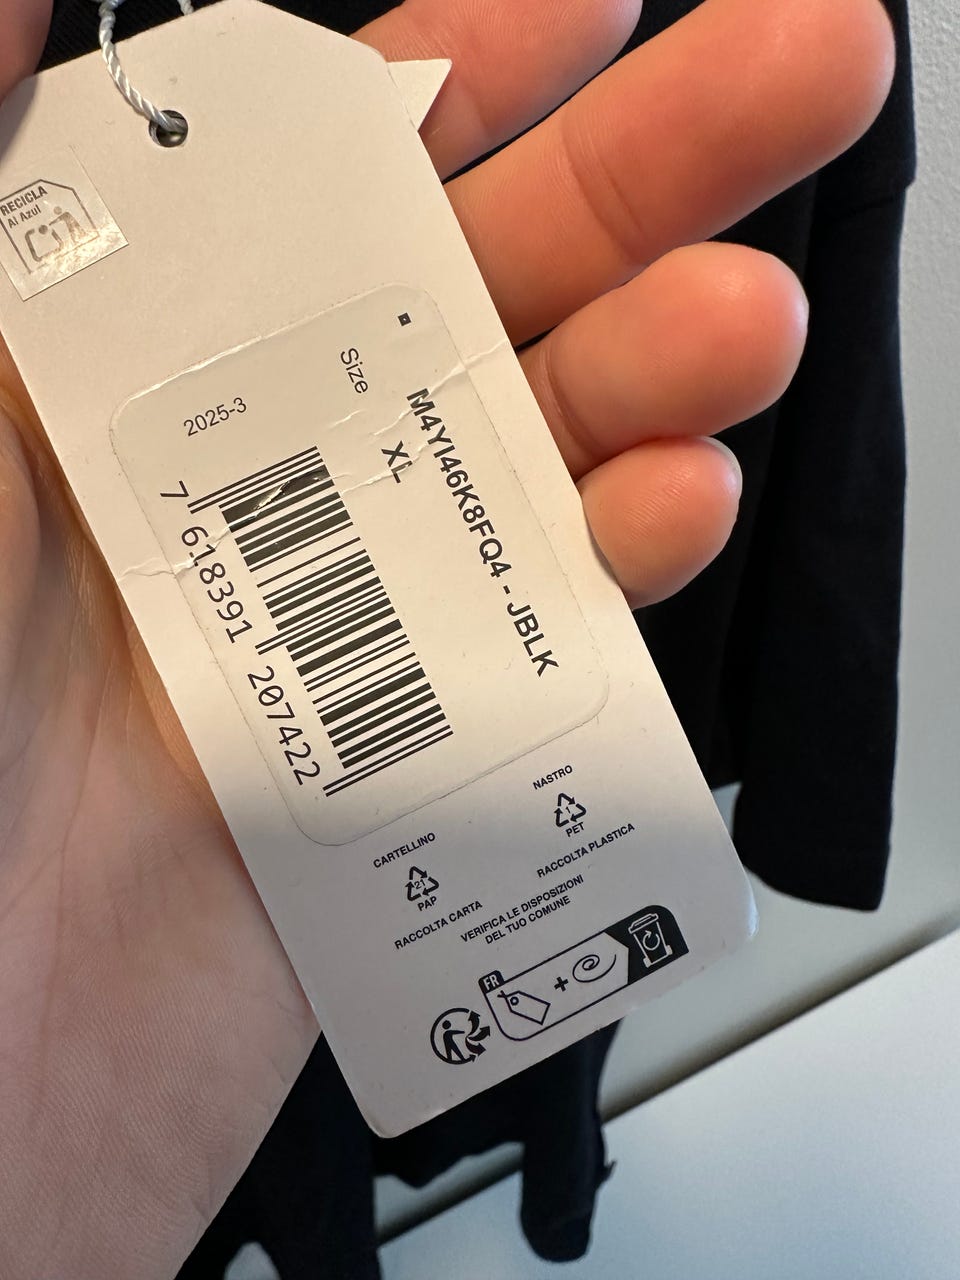 RECICLA
Al Azul
M4YI46K8FQ4 - JBLK
Size
XL
2025-3
7 618391 207422
CARTELLINO
21
PAP
RACCOLTA CARTA
NASTRO
1
PET
RACCOLTA PLASTICA
VERIFICA LE DISPOSIZIONI
DEL TUO COMUNE
FR
+